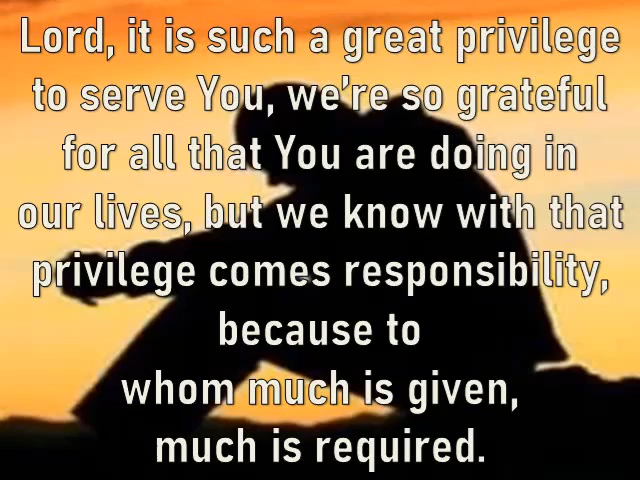 Lord, it is such a great privilege
to serve You, we're so grateful
for all that You are doing in
our lives, but we know with that
privilege comes responsibility,
because to
whom much is given,
much is required.